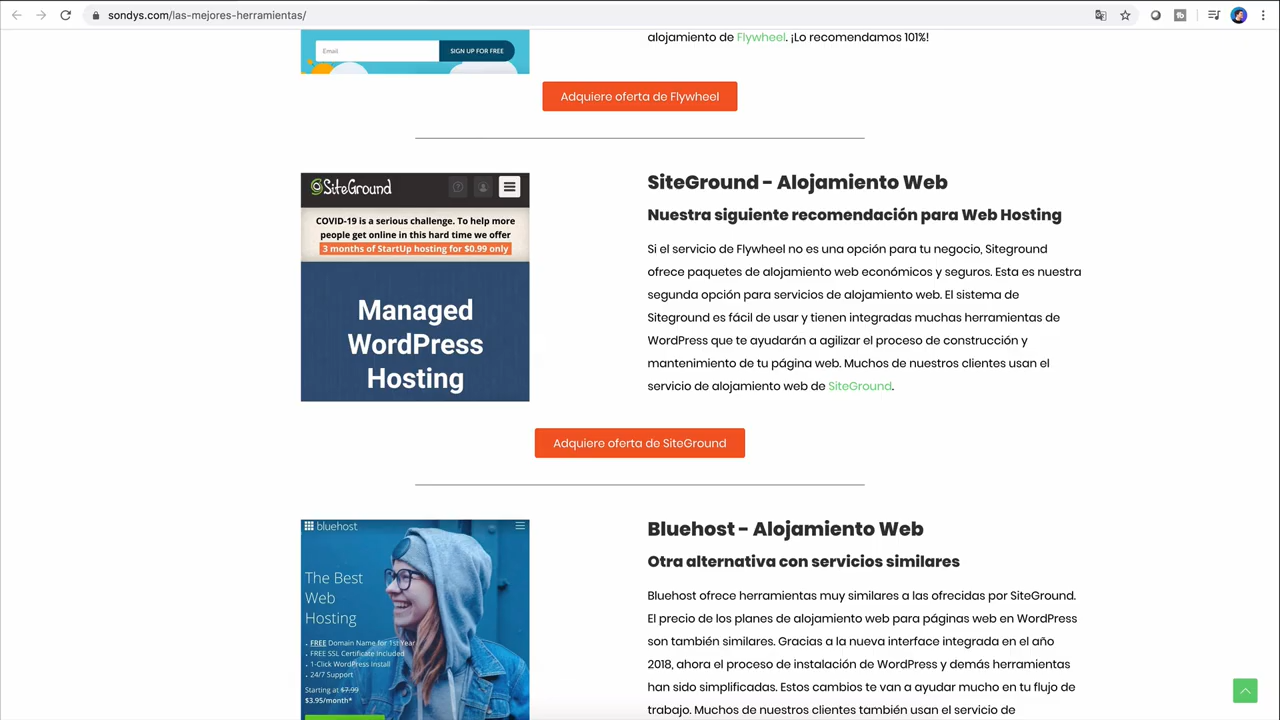 sondys.com/las-mejores-herramientas/
Email
SIGN UP FOR FREE
alojamiento de Flywheel. ¡Lo recomendamos 101%!
Adquiere oferta de Flywheel
SiteGround
COVID-19 is a serious challenge. To help more
people get online in this hard time we offer
3 months of StartUp hosting for $0.99 only
Managed
WordPress
Hosting
SiteGround - Alojamiento Web
Nuestra siguiente recomendación para Web Hosting
Si el servicio de Flywheel no es una opción para tu negocio, Siteground
ofrece paquetes de alojamiento web económicos y seguros. Esta es nuestra
segunda opción para servicios de alojamiento web. El sistema de
Siteground es fácil de usar y tienen integradas muchas herramientas de
WordPress que te ayudarán a agilizar el proceso de construcción y
mantenimiento de tu página web. Muchos de nuestros clientes usan el
servicio de alojamiento web de SiteGround.
Adquiere oferta de SiteGround
bluehost
The Best
Web
Hosting
. FREE Domain Name for 1st Year
. FREE SSL Certificate Included
. 1-Click WordPress Install
. 24/7 Support
Starting at $7.99
$3.95/month*
Bluehost - Alojamiento Web
Otra alternativa con servicios similares
Bluehost ofrece herramientas muy similares a las ofrecidas por SiteGround.
El precio de los planes de alojamiento web para páginas web en WordPress
son también similares. Gracias a la nueva interface integrada en el año
2018, ahora el proceso de instalación de WordPress y demás herramientas
han sido simplificadas. Estos cambios te van a ayudar mucho en tu flujo de
trabajo. Muchos de nuestros clientes también usan el servicio de